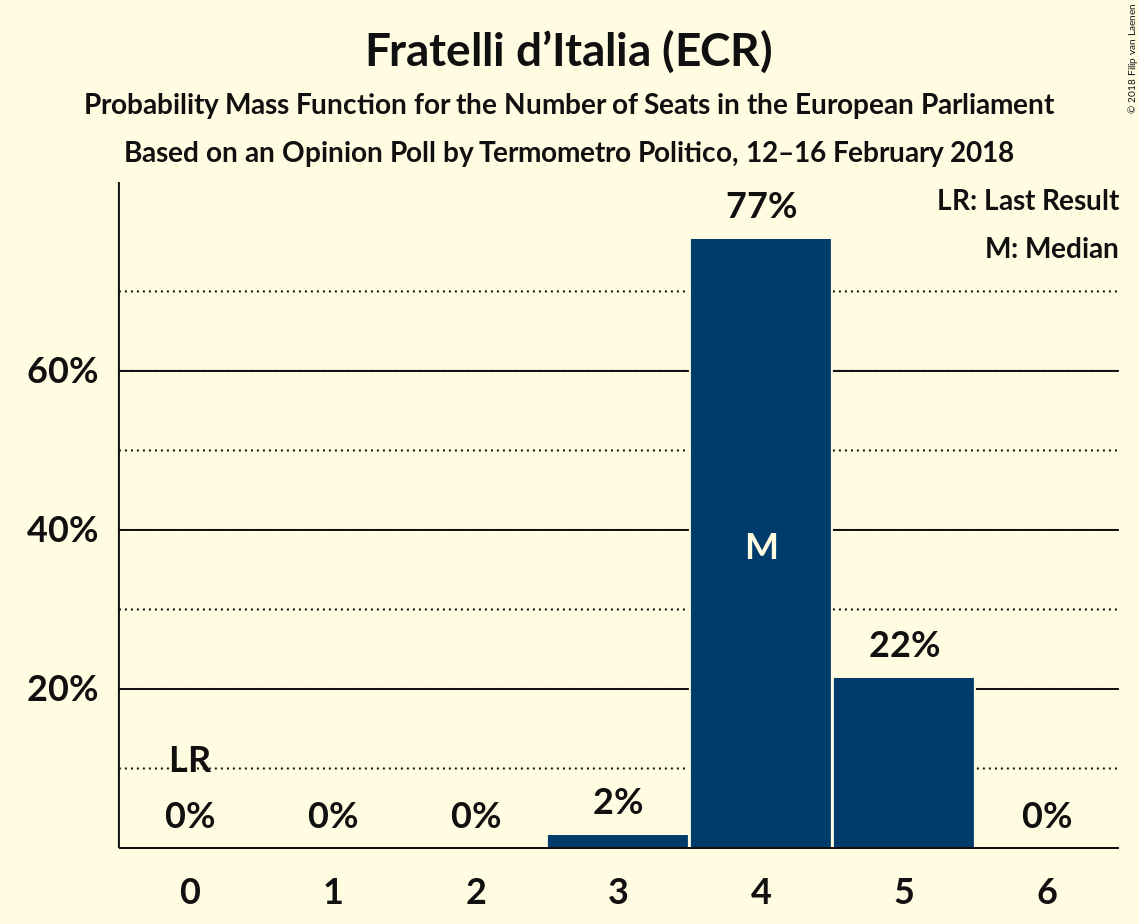 Fratelli d’Italia (ECR)
Probability Mass Function for the Number of Seats in the European Parliament
Based on an Opinion Poll by Termometro Politico, 12–16 February 2018
© 2018 Filip van Laenen
LR: Last Result
M: Median
77%
60%
40%
M
22%
20%
LR
0%
0%
0%
2%
0%
0
1
2
3
4
5
6